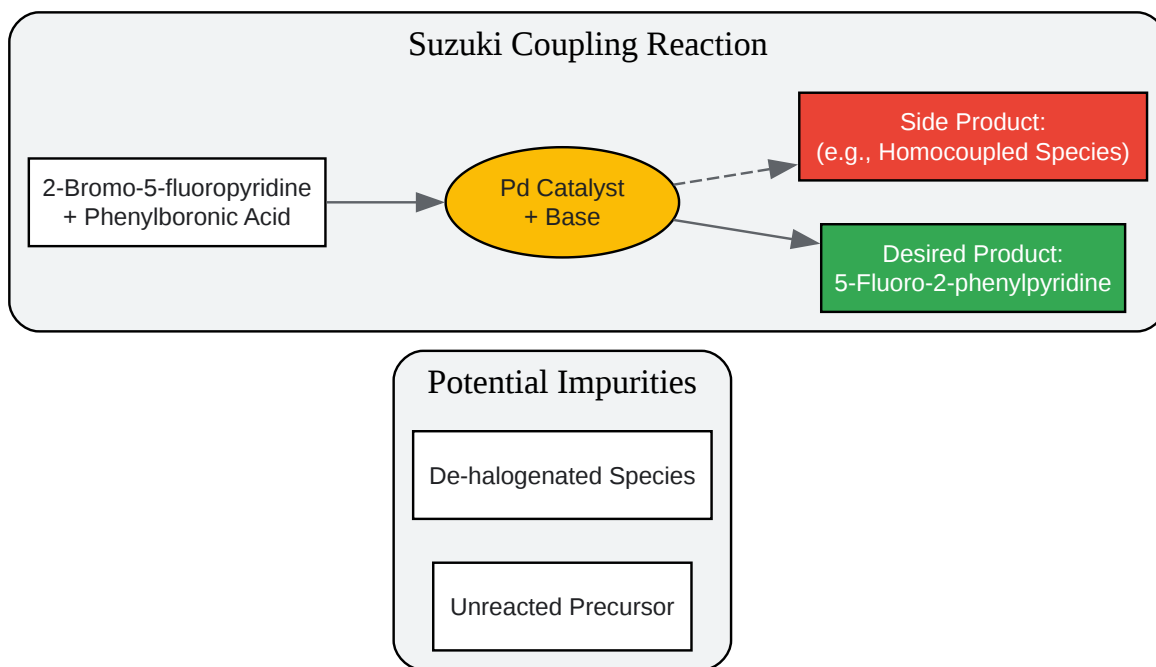 Suzuki Coupling Reaction
2-Bromo-5-fluoropyridine
+ Phenylboronic Acid
Pd Catalyst
+ Base
Side Product:
(e.g., Homocoupled Species)
Desired Product:
5-Fluoro-2-phenylpyridine
Potential Impurities
De-halogenated Species
Unreacted Precursor